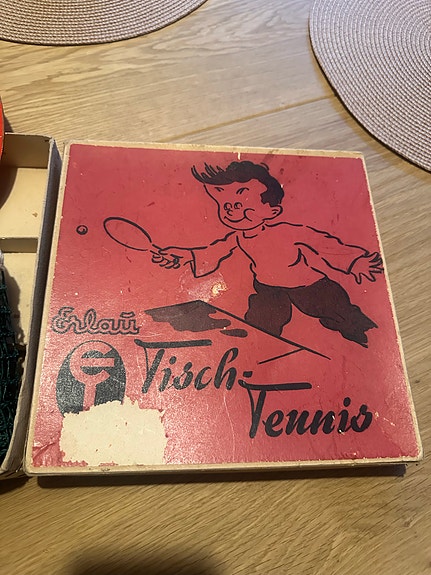 Erlau
Tisch-
Tennis